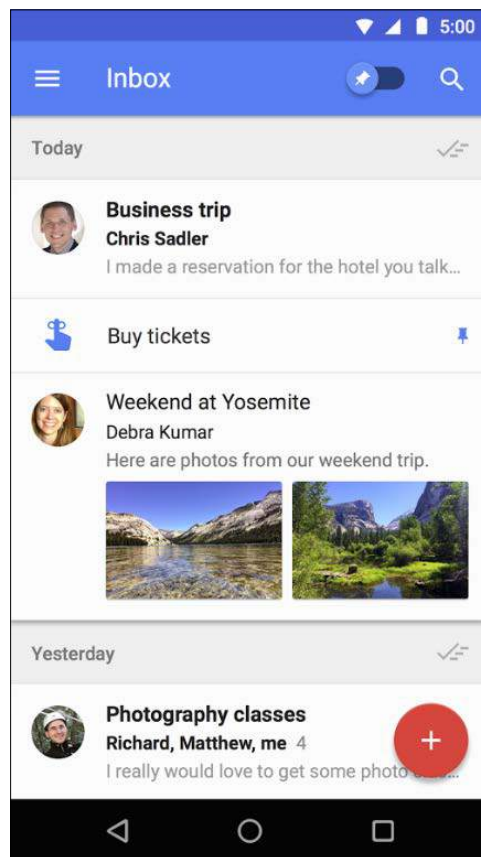 5:00
Inbox
Today
Business trip
Chris Sadler
I made a reservation for the hotel you talk...
Buy tickets
Weekend at Yosemite
Debra Kumar
Here are photos from our weekend trip.
Yesterday
Photography classes
Richard, Matthew, me 4
I really would love to get some photo